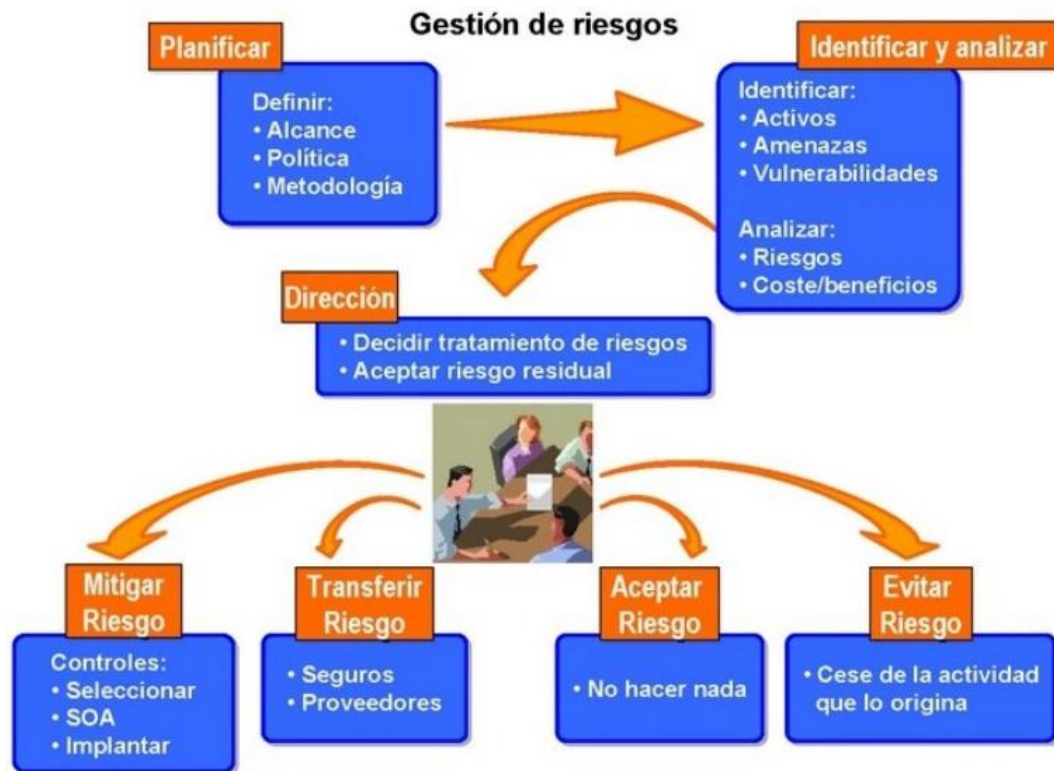 Gestión de riesgos
Planificar
Definir:
• Alcance
• Política
• Metodología
Identificar y analizar
Identificar:
• Activos
• Amenazas
• Vulnerabilidades
Analizar:
• Riesgos
• Coste/beneficios
Dirección
• Decidir tratamiento de riesgos
• Aceptar riesgo residual
Mitigar
Riesgo
Controles:
• Seleccionar
• SOA
• Implantar
Transferir
Riesgo
• Seguros
• Proveedores
Aceptar
Riesgo
• No hacer nada
Evitar
Riesgo
• Cese de la actividad
que lo origina